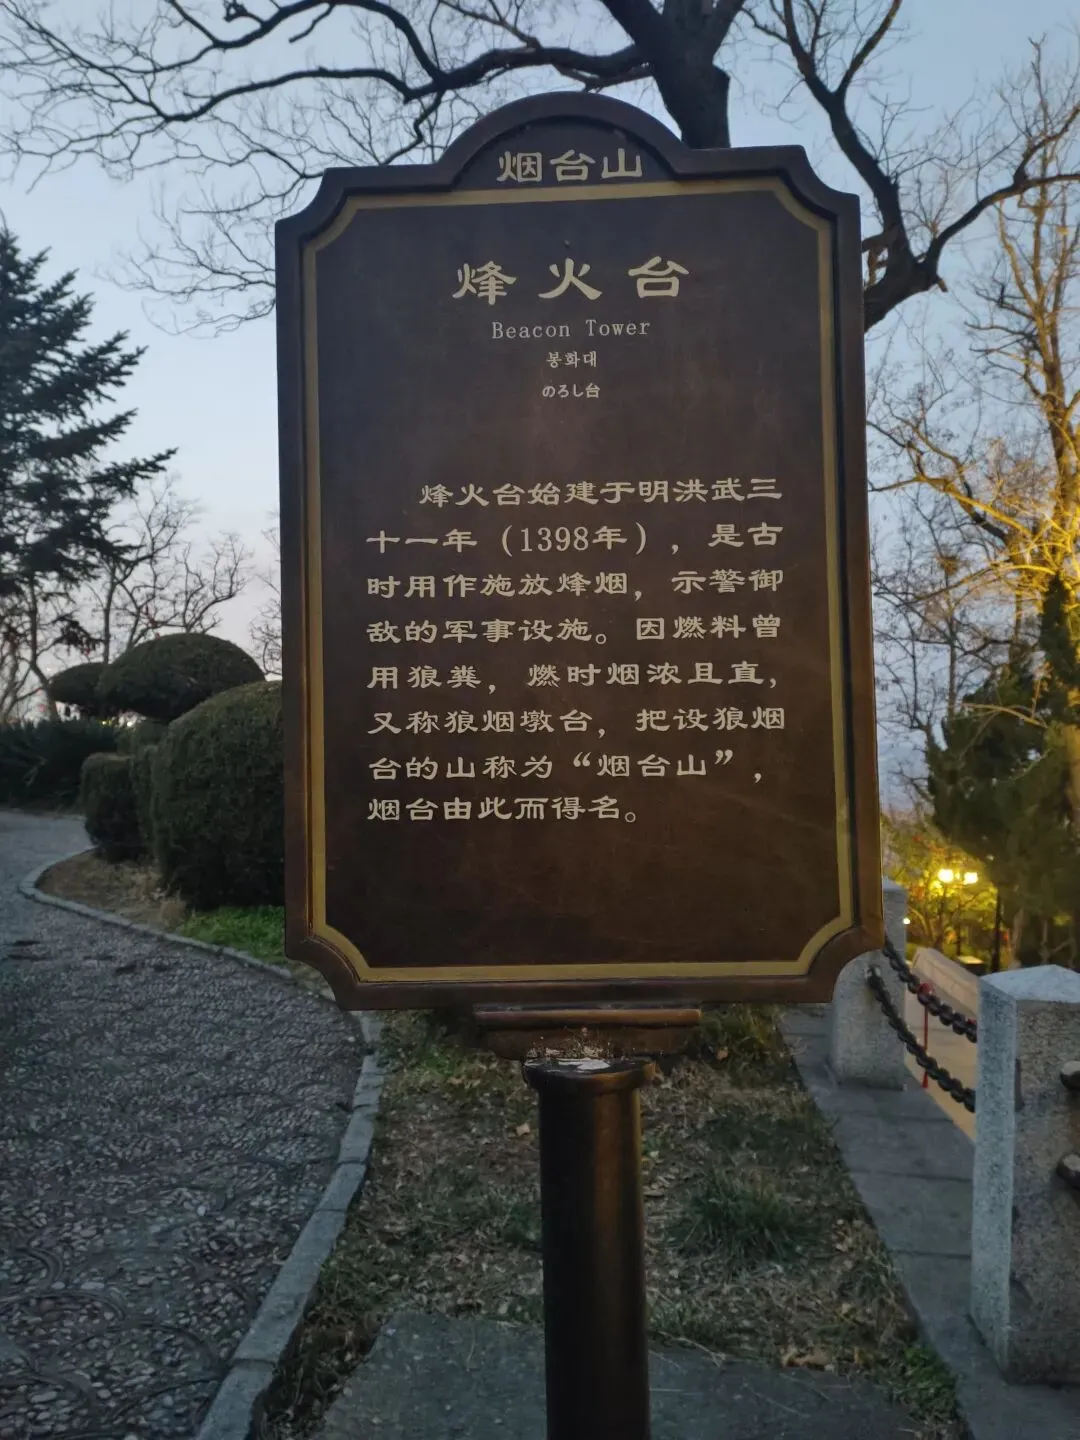 烟台山
烽火台
Beacon Tower
봉화대
のろし台
烽火台始建于明洪武三
十一年（1398年），是古
时用作施放烽烟，示警御
敌的军事设施。因燃料曾
用狼粪，燃时烟浓且直，
又称狼烟墩台，把设狼烟
台的山称为“烟台山”，
烟台由此而得名。